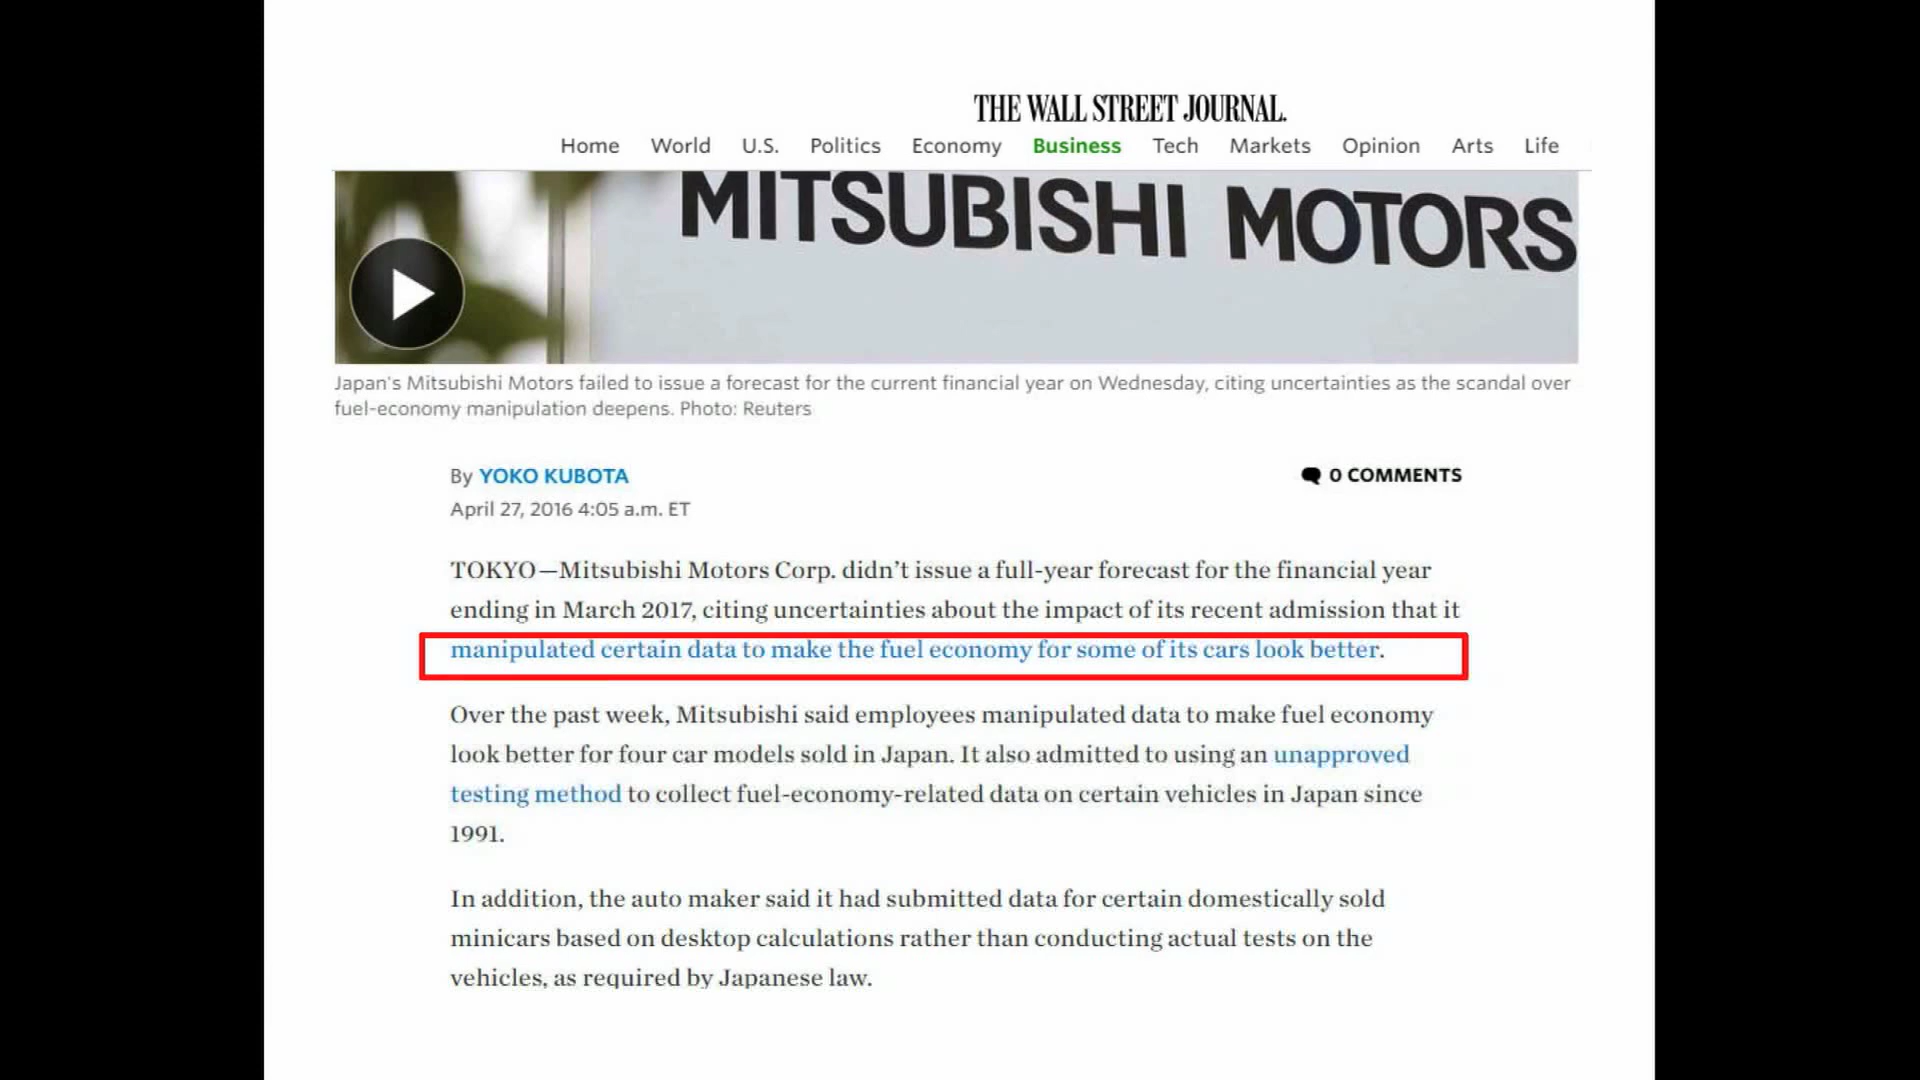 THE WALL STREET JOURNAL.
Home World U.S. Politics Economy Business Tech Markets Opinion Arts Life
MITSUBISHI MOTORS
Japan's Mitsubishi Motors failed to issue a forecast for the current financial year on Wednesday, citing uncertainties as the scandal over
fuel-economy manipulation deepens. Photo: Reuters
By YOKO KUBOTA
0 COMMENTS
April 27, 2016 4:05 a.m. ET
TOKYO—Mitsubishi Motors Corp. didn’t issue a full-year forecast for the financial year
ending in March 2017, citing uncertainties about the impact of its recent admission that it
manipulated certain data to make the fuel economy for some of its cars look better.
Over the past week, Mitsubishi said employees manipulated data to make fuel economy
look better for four car models sold in Japan. It also admitted to using an unapproved
testing method to collect fuel-economy-related data on certain vehicles in Japan since
1991.
In addition, the auto maker said it had submitted data for certain domestically sold
minicars based on desktop calculations rather than conducting actual tests on the
vehicles, as required by Japanese law.